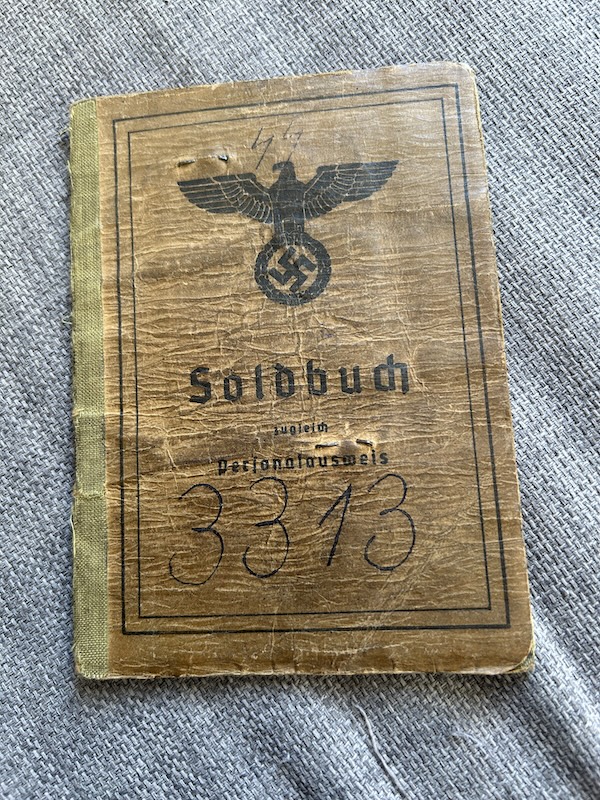 Soldbuch
zugleich
Personalausweis
3313